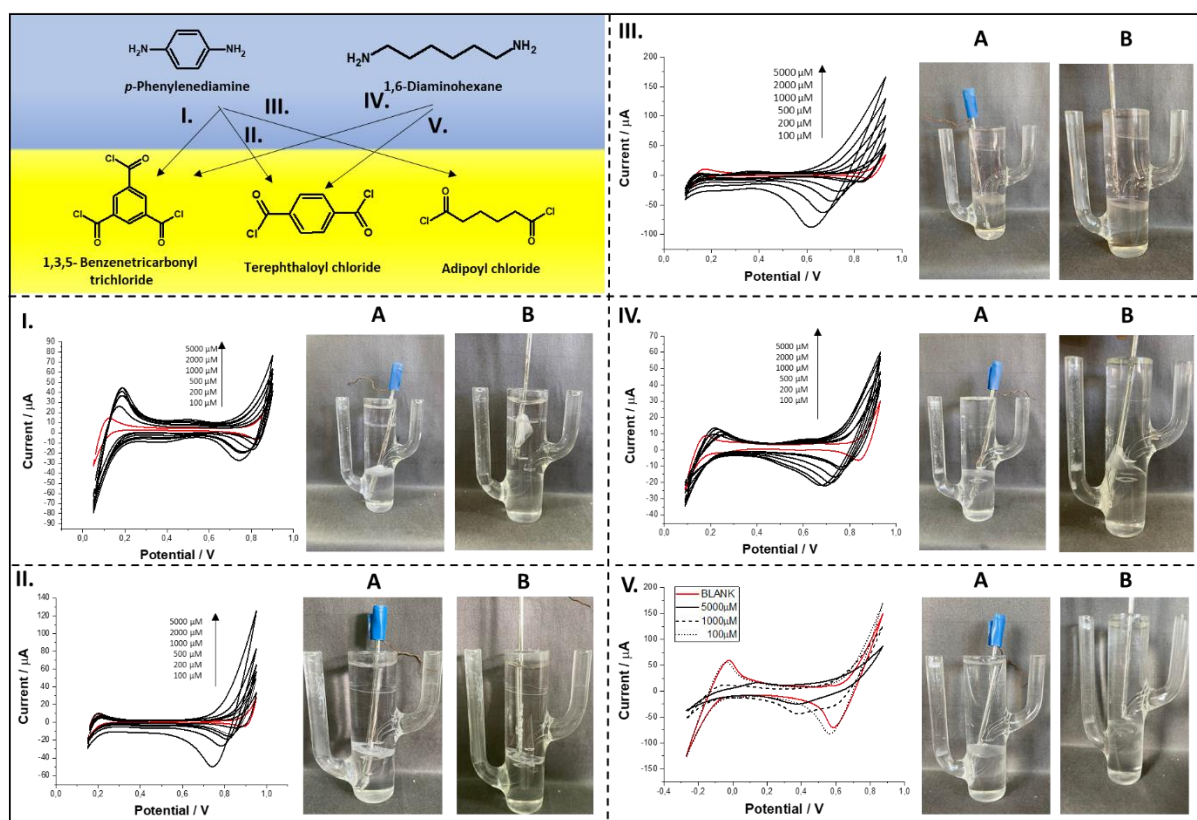 H₂N
NH₂
p-Phenylenediamine
H₂N
NH₂
1,6-Diaminohexane
I.
II.
III.
IV.
V.
Cl
O
Cl
O
Cl
O
1,3,5- Benzenetricarbonyl
trichloride
O
Cl
Cl
O
Terephthaloyl chloride
O
Cl
Cl
O
Adipoyl chloride
III.
A
B
200
150
100
50
0
-50
-100
5000 µM
2000 µM
1000 µM
500 µM
200 µM
100 µM
Current / µA
0,0
0,2
0,4
0,6
0,8
1,0
Potential / V
I.
A
B
90
80
70
60
50
40
30
20
10
0
-10
-20
-30
-40
-50
-60
-70
-80
-90
5000 µM
2000 µM
1000 µM
500 µM
200 µM
100 µM
Current / µA
0,0
0,2
0,4
0,6
0,8
1,0
Potential / V
IV.
A
B
70
60
50
40
30
20
10
0
-10
-20
-30
-40
5000 µM
2000 µM
1000 µM
500 µM
200 µM
100 µM
Current / µA
0,0
0,2
0,4
0,6
0,8
1,0
Potential / V
II.
A
B
140
120
100
80
60
40
20
0
-20
-40
-60
5000 µM
2000 µM
1000 µM
500 µM
200 µM
100 µM
Current / µA
0,0
0,1
0,2
0,3
0,4
0,5
0,6
0,7
0,8
0,9
1,0
Potential / V
V.
A
B
200
150
100
50
0
-50
-100
-150
BLANK
5000µM
1000µM
100µM
Current / µA
-0,4
-0,2
0,0
0,2
0,4
0,6
0,8
1,0
Potential / V